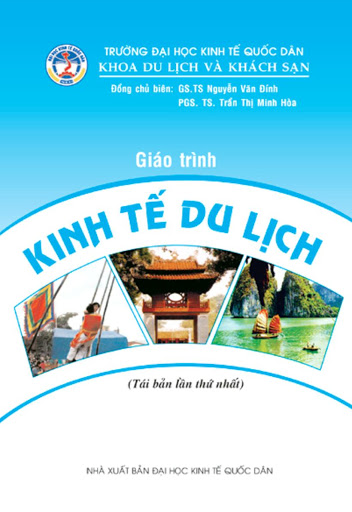 TRƯỜNG ĐẠI HỌC KINH TẾ QUỐC DÂN
KHOA DU LỊCH VÀ KHÁCH SẠN
Đồng chủ biên: GS.TS Nguyễn Văn Đính
PGS. TS. Trần Thị Minh Hòa
Giáo trình
KINH TẾ DU LỊCH
(Tái bản lần thứ nhất)
NHÀ XUẤT BẢN ĐẠI HỌC KINH TẾ QUỐC DÂN